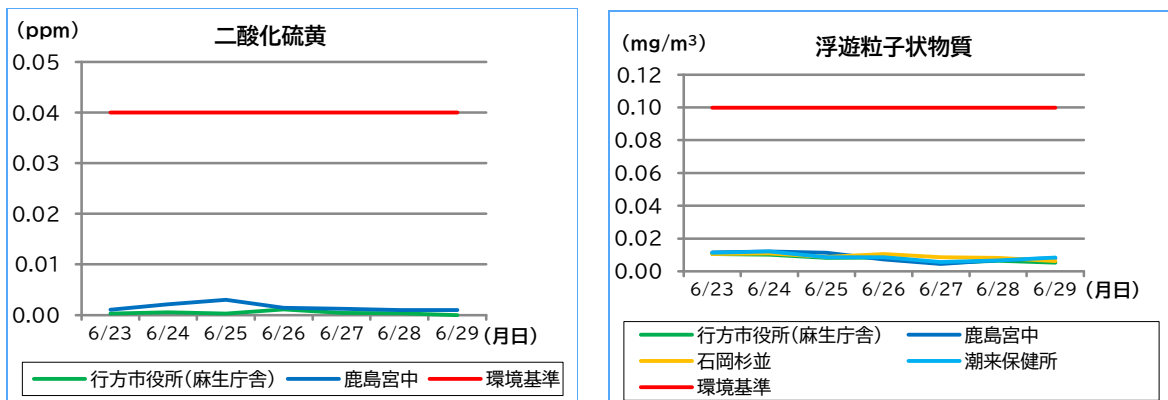 (ppm)
二酸化硫黄
0.05
0.04
0.03
0.02
0.01
0.00
6/23 6/24 6/25 6/26 6/27 6/28 6/29 (月日)
行方市役所(麻生庁舎) 鹿島宮中 環境基準
(mg/m³)
浮遊粒子状物質
0.12
0.10
0.08
0.06
0.04
0.02
0.00
6/23 6/24 6/25 6/26 6/27 6/28 6/29 (月日)
行方市役所(麻生庁舎) 鹿島宮中
石岡杉並 潮来保健所
環境基準